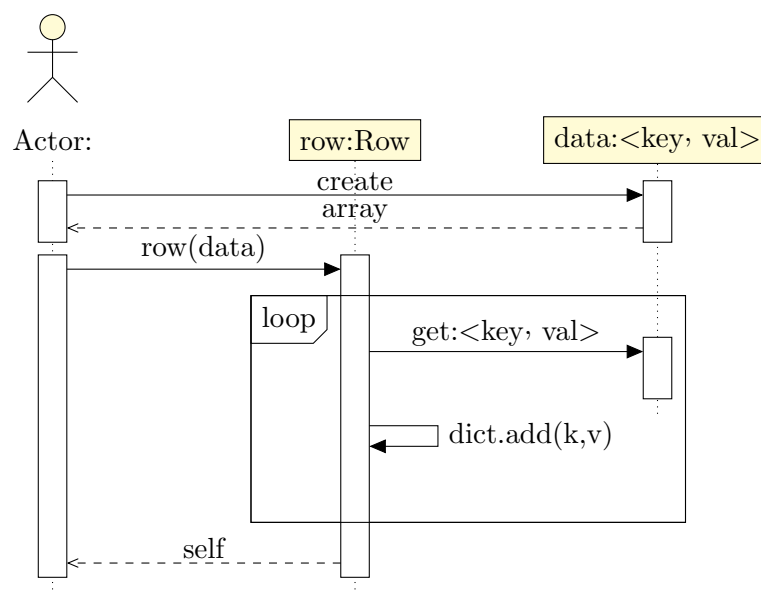 Actor:
row:Row
data:<key, val>
create
array
row(data)
loop
get:<key, val>
dict.add(k,v)
self